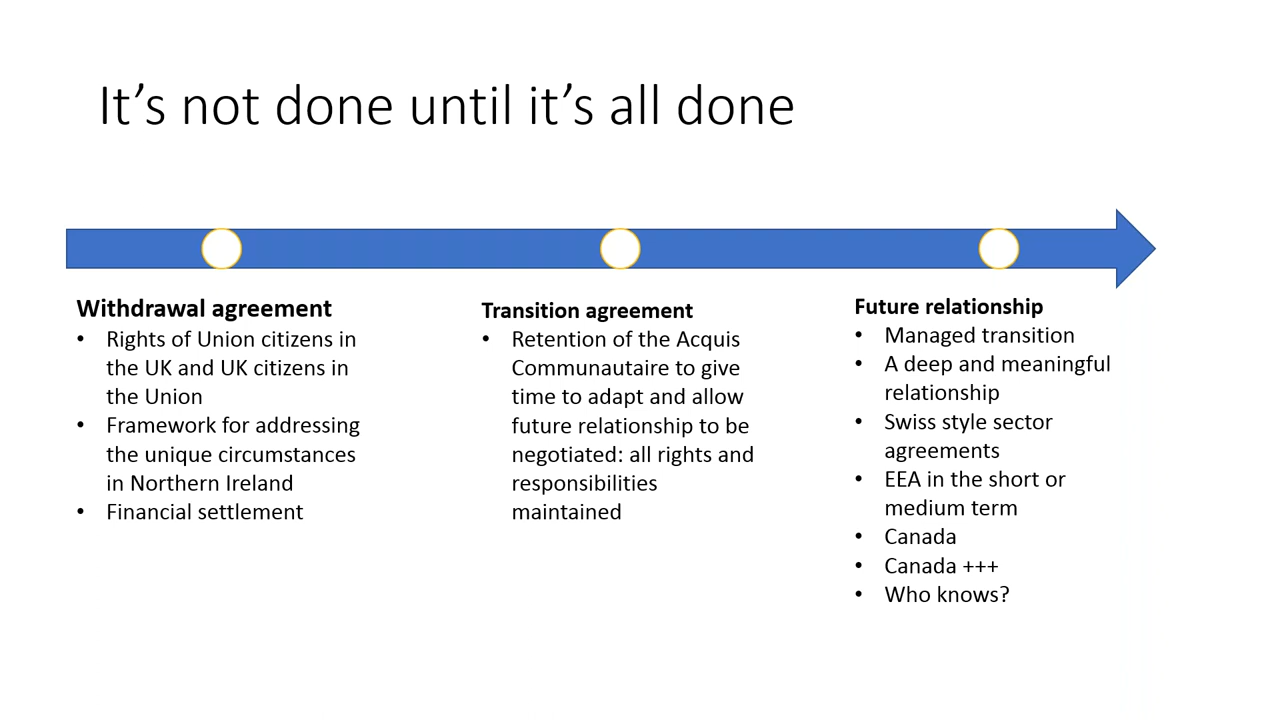 It’s not done until it’s all done
Withdrawal agreement
• Rights of Union citizens in
the UK and UK citizens in
the Union
• Framework for addressing
the unique circumstances
in Northern Ireland
• Financial settlement
Transition agreement
• Retention of the Acquis
Communautaire to give
time to adapt and allow
future relationship to be
negotiated: all rights and
responsibilities
maintained
Future relationship
• Managed transition
• A deep and meaningful
relationship
• Swiss style sector
agreements
• EEA in the short or
medium term
• Canada
• Canada +++
• Who knows?